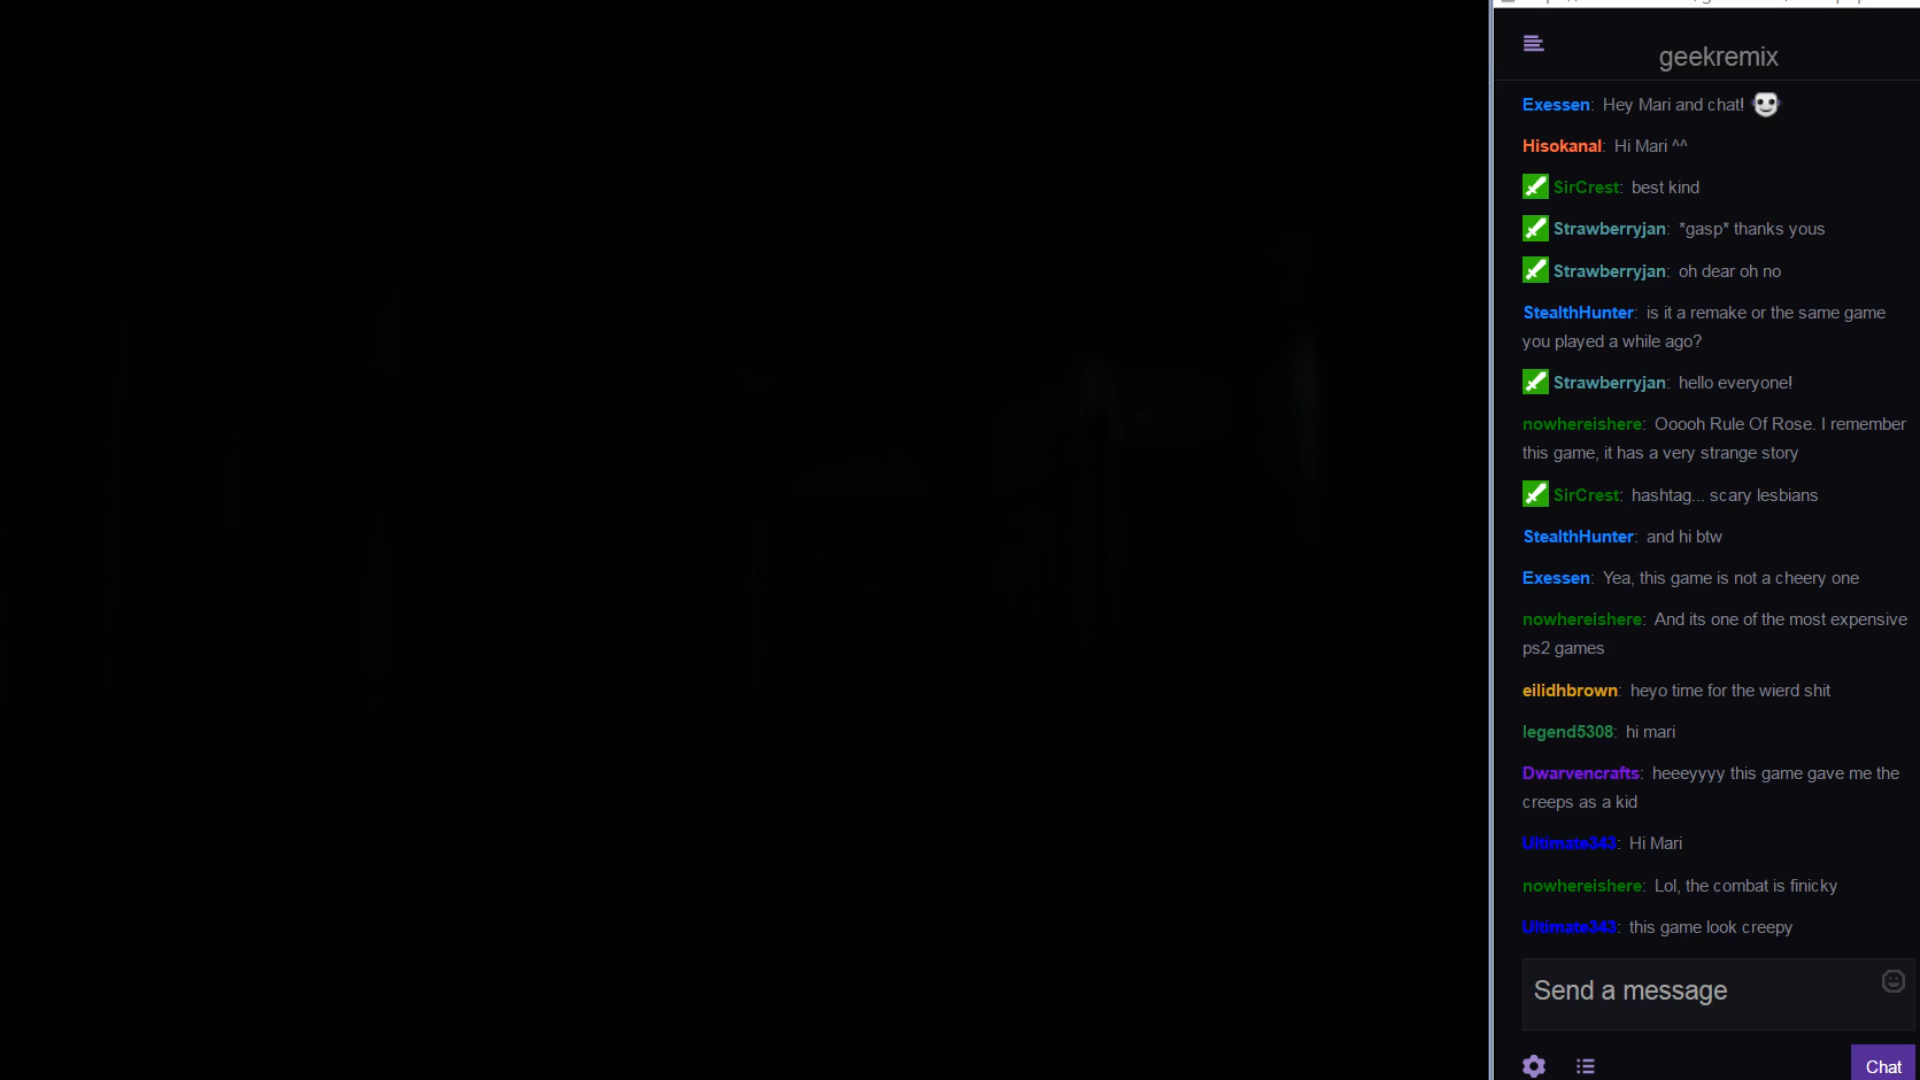 geekremix
Exessen: Hey Mari and chat!
Hisokanal: Hi Mari ^^
SirCrest: best kind
Strawberryjan: *gasp* thanks yous
Strawberryjan: oh dear oh no
StealthHunter: is it a remake or the same game
you played a while ago?
Strawberryjan: hello everyone!
nowhereishere: Ooooh Rule Of Rose. I remember
this game, it has a very strange story
SirCrest: hashtag... scary lesbians
StealthHunter: and hi btw
Exessen: Yea, this game is not a cheery one
nowhereishere: And its one of the most expensive
ps2 games
eilidhbrown: heyo time for the wierd shit
legend5308: hi mari
Dwarvencrafts: heeeyyyy this game gave me the
creeps as a kid
Ultimate343: Hi Mari
nowhereishere: Lol, the combat is finicky
Ultimate343: this game look creepy
Send a message
Chat